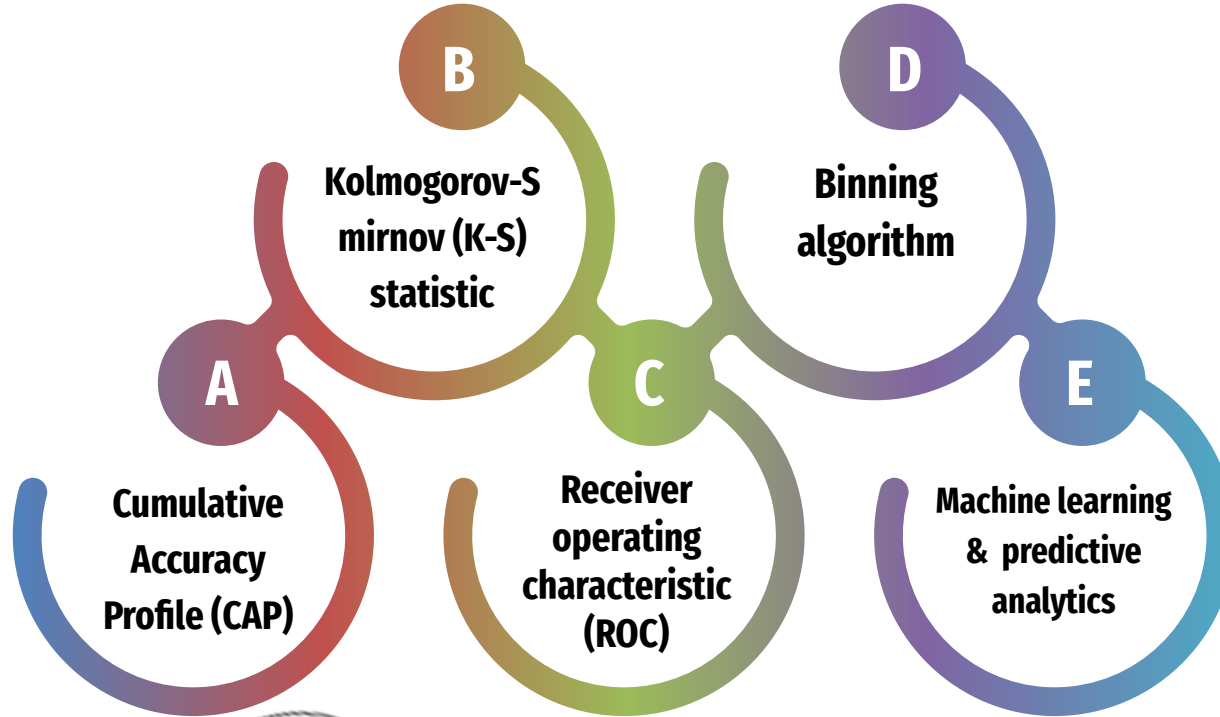 A
Cumulative
Accuracy
Profile (CAP)
B
Kolmogorov-S
mirnov (K-S)
statistic
C
Receiver
operating
characteristic
(ROC)
D
Binning
algorithm
E
Machine learning
& predictive
analytics